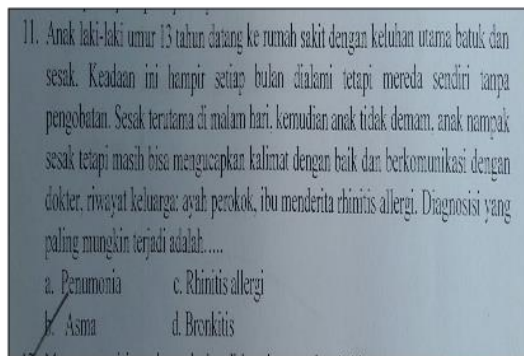 11. Anak laki-laki umur 13 tahun datang ke rumah sakit dengan keluhan utama batuk dan
sesak. Keadaan ini hampir setiap bulan dialami tetapi mereda sendiri tanpa
pengobatan. Sesak terutama di malam hari, kemudian anak tidak demam, anak nampak
sesak tetapi masih bisa mengucapkan kalimat dengan baik dan berkomunikasi dengan
dokter, riwayat keluarga: ayah perokok, ibu menderita rhinitis allergi. Diagnosisi yang
paling mungkin terjadi adalah.....
a. Penumonia c. Rhinitis allergi
b. Asma d. Bronkitis